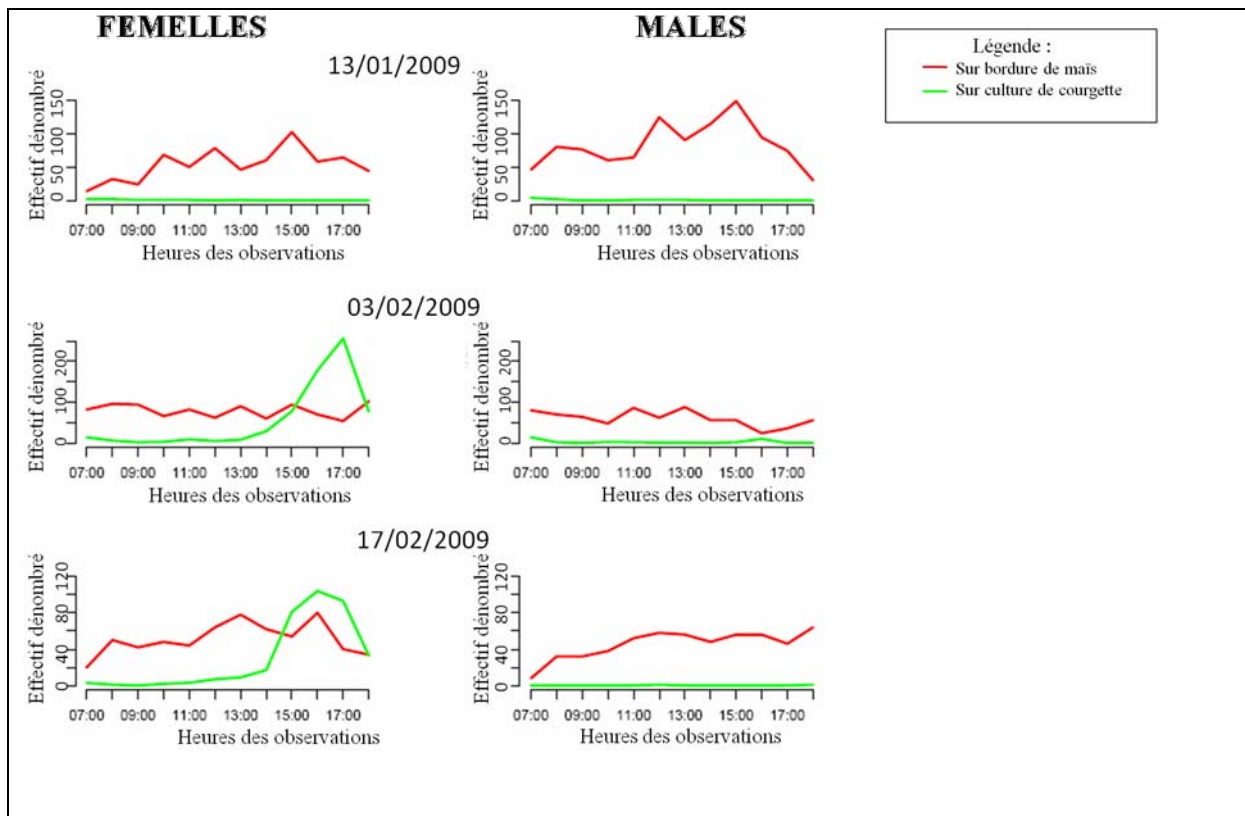 FEMELLES
MALES
Légende :
Sur bordure de maïs
Sur culture de courgette
13/01/2009
Effectif dénombré
0 50 100 150
07:00 09:00 11:00 13:00 15:00 17:00
Heures des observations
Effectif dénombré
0 50 100 150
07:00 09:00 11:00 13:00 15:00 17:00
Heures des observations
03/02/2009
Effectif dénombré
0 100 200
07:00 09:00 11:00 13:00 15:00 17:00
Heures des observations
Effectif dénombré
0 100 200
07:00 09:00 11:00 13:00 15:00 17:00
Heures des observations
17/02/2009
Effectif dénombré
0 40 80 120
07:00 09:00 11:00 13:00 15:00 17:00
Heures des observations
Effectif dénombré
0 40 80 120
07:00 09:00 11:00 13:00 15:00 17:00
Heures des observations